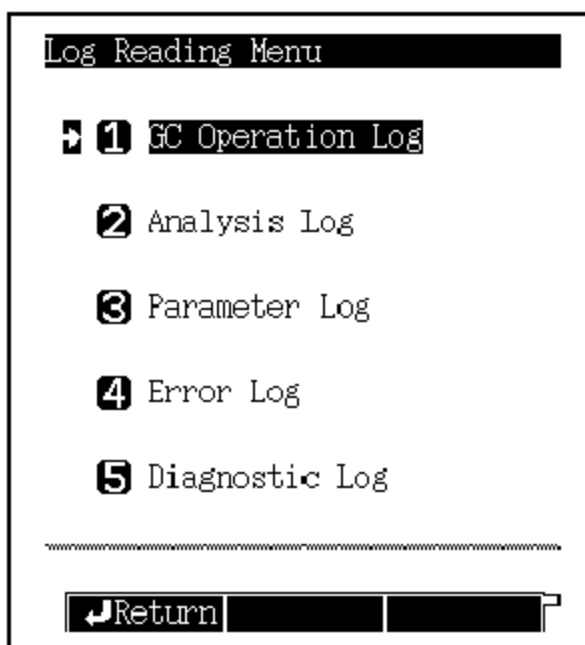 Log Reading Menu
1 GC Operation Log
2 Analysis Log
3 Parameter Log
4 Error Log
5 Diagnostic Log
Return